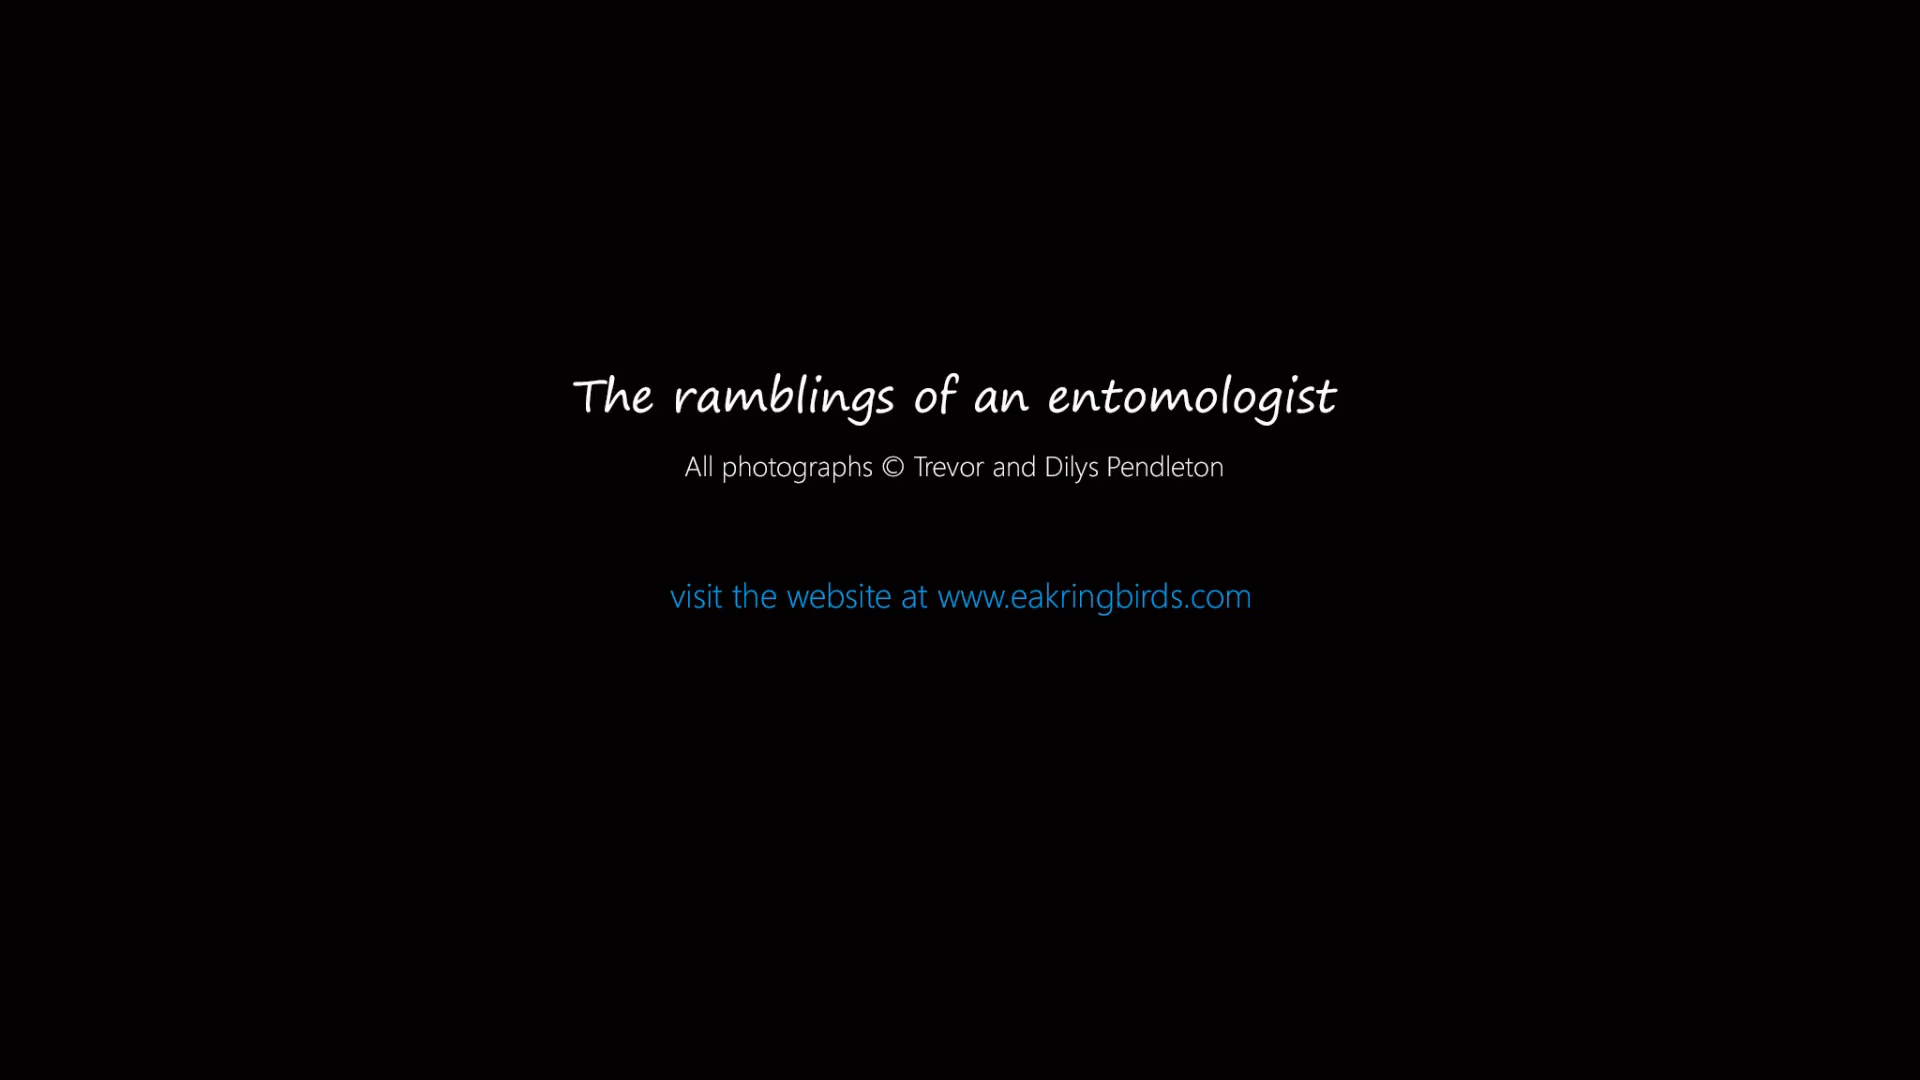 The ramblings of an entomologist
All photographs © Trevor and Dilys Pendleton
visit the website at www.eakringbirds.com